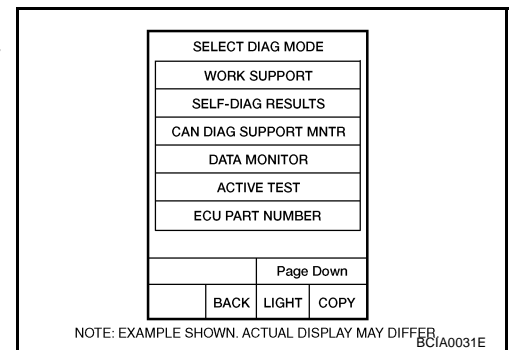 SELECT DIAG MODE
WORK SUPPORT
SELF-DIAG RESULTS
CAN DIAG SUPPORT MNTR
DATA MONITOR
ACTIVE TEST
ECU PART NUMBER
Page Down
BACK LIGHT COPY
NOTE: EXAMPLE SHOWN. ACTUAL DISPLAY MAY DIFFER.
BCIA0031E